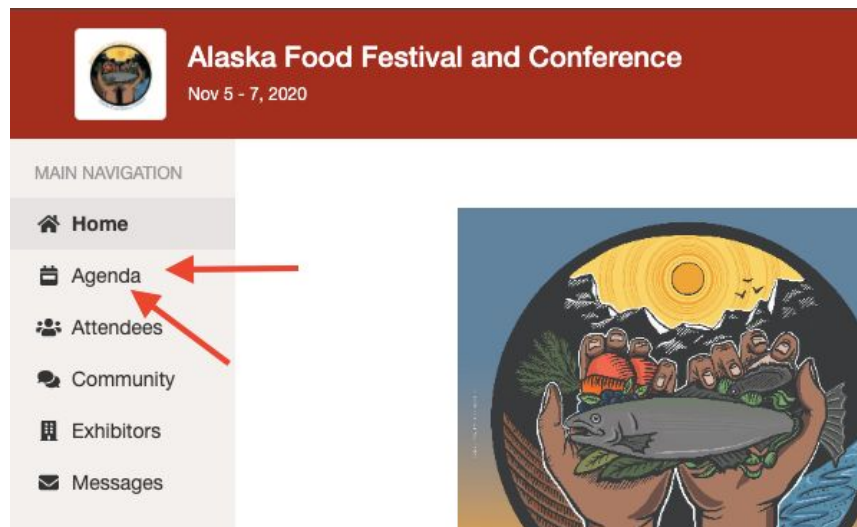 Alaska Food Festival and Conference
Nov 5 - 7, 2020
MAIN NAVIGATION
Home
Agenda
Attendees
Community
Exhibitors
Messages